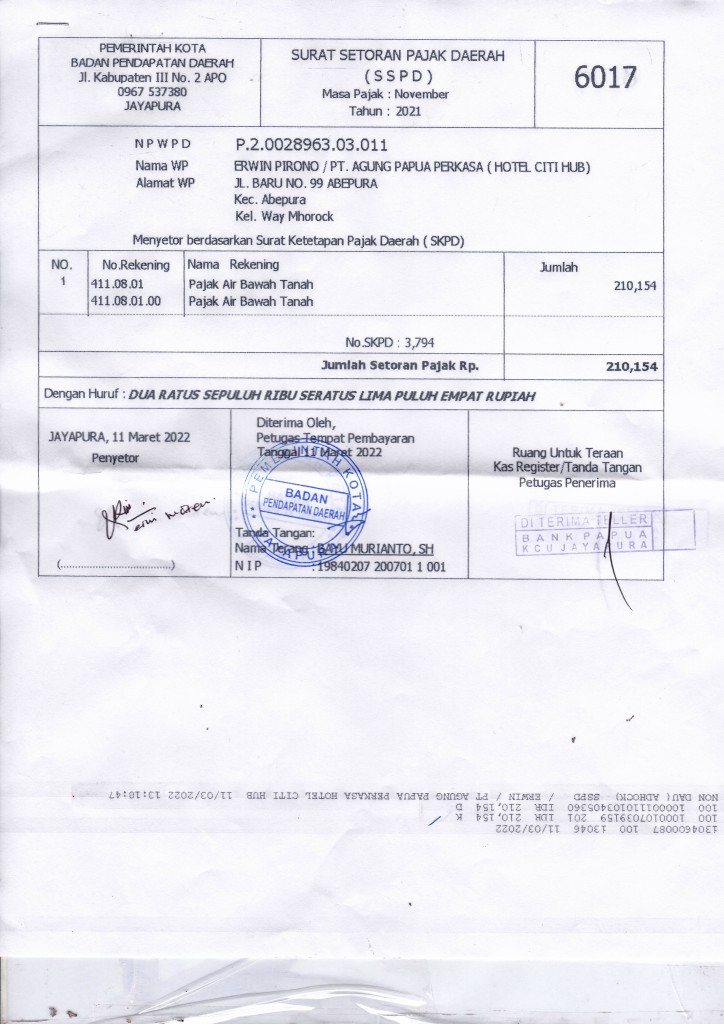 PEMERINTAH KOTA
BADAN PENDAPATAN DAERAH
Jl. Kabupaten III No. 2 APO
0967 537380
JAYAPURA
SURAT SETORAN PAJAK DAERAH
( S S P D )
Masa Pajak : November
Tahun : 2021
6017
N P W P D P.2.0028963.03.011
Nama WP ERWIN PIRONO / PT. AGUNG PAPUA PERKASA ( HOTEL CITI HUB)
Alamat WP JL. BARU NO. 99 ABEPURA
Kec. Abepura
Kel. Way Mhorock
Menyetor berdasarkan Surat Ketetapan Pajak Daerah ( SKPD)
NO. No.Rekening Nama Rekening Jumlah
1 411.08.01 Pajak Air Bawah Tanah 210,154
411.08.01.00 Pajak Air Bawah Tanah
No.SKPD : 3,794
Jumlah Setoran Pajak Rp. 210,154
Dengan Huruf : DUA RATUS SEPULUH RIBU SERATUS LIMA PULUH EMPAT RUPIAH
JAYAPURA, 11 Maret 2022
Penyetor
(................................)
Diterima Oleh,
Petugas Tempat Pembayaran
Tanggal 11 Maret 2022
PEMERINTAH KOTA
BADAN
PENDAPATAN DAERAH
JAYAPURA
Tanda Tangan:
Nama Terang : BAYU MURIANTO, SH
N I P : 19840207 200701 1 001
Ruang Untuk Teraan
Kas Register/Tanda Tangan
Petugas Penerima
DI TERIMA TELLER
BANK PAPUA
KCU JAYAPURA
1304600087 100 13046 11/03/2022
100 1000107039159 201 IDR 210,154 K
100 1000110103405360 IDR 210,154 D
NON DAU (ADHOCK) SSPD / ERWIN / PT AGUNG PAPUA PERKASA HOTEL CITI HUB 11/03/2022 13:18:47